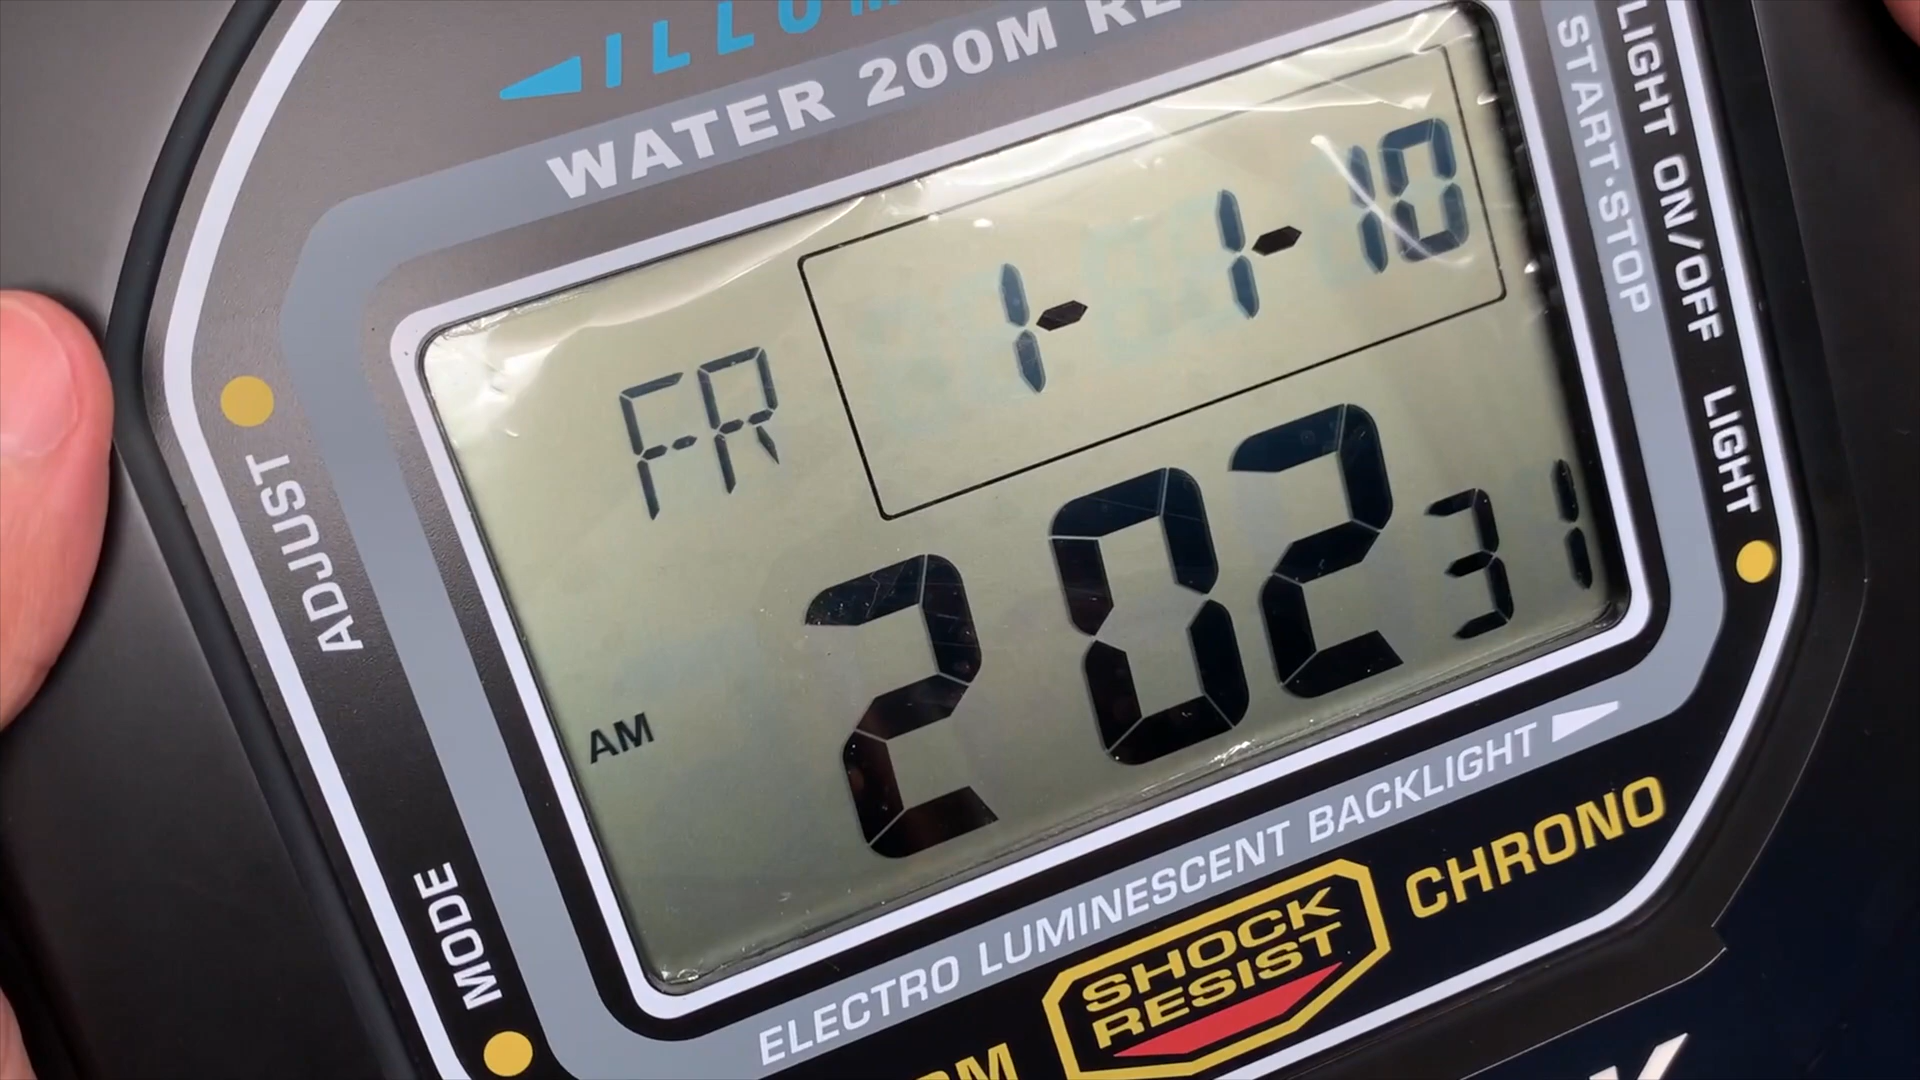 WATER 200M
START·STOP
LIGHT ON/OFF LIGHT
FR 1-1-10
ADJUST
AM 2 02 31
MODE
ELECTRO LUMINESCENT BACKLIGHT
SHOCK
RESIST
CHRONO